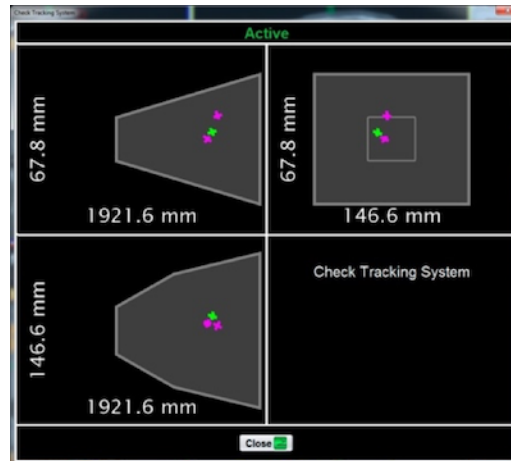 Check Tracking System
Active
67.8 mm
1921.6 mm
67.8 mm
146.6 mm
146.6 mm
1921.6 mm
Check Tracking System
Close